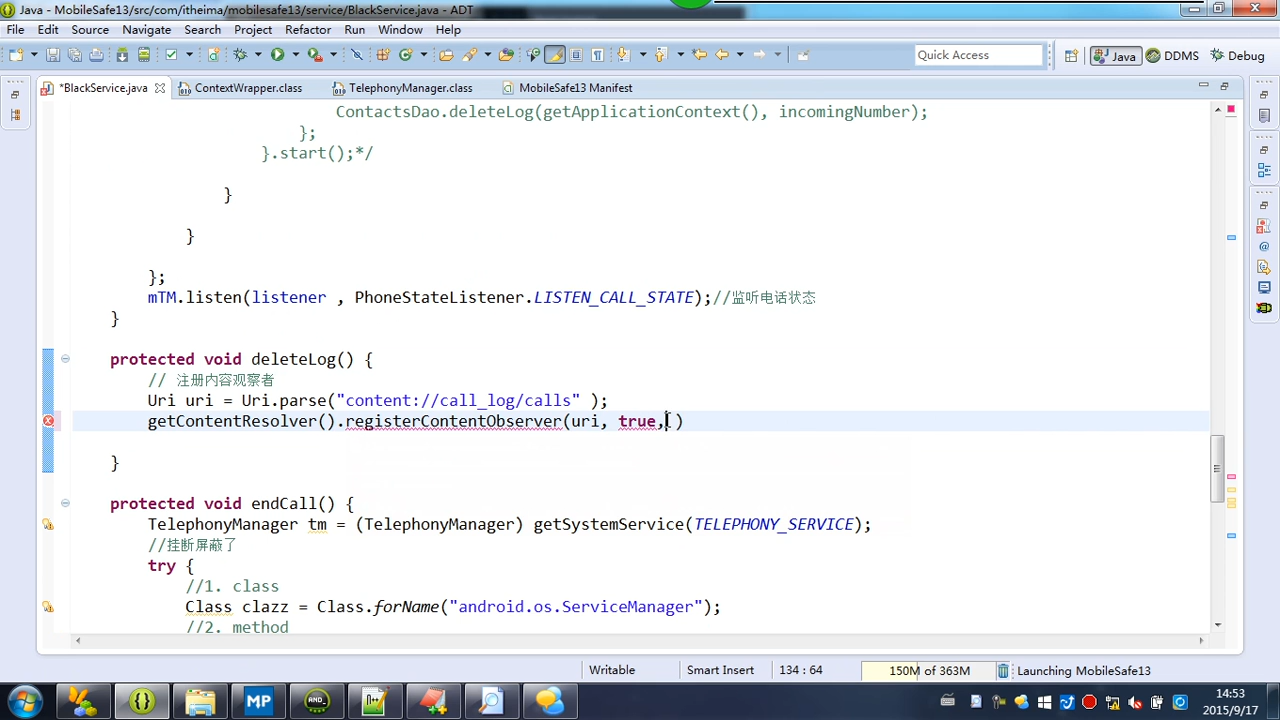 Java - MobileSafe13/src/com/itheima/mobilesafe13/service/BlackService.java - ADT
File Edit Source Navigate Search Project Refactor Run Window Help
Quick Access Java DDMS Debug
*BlackService.java ContextWrapper.class TelephonyManager.class MobileSafe13 Manifest
ContactsDao.deleteLog(getApplicationContext(), incomingNumber);
};
}.start();*/
}
}
};
mTM.listen(listener , PhoneStateListener.LISTEN_CALL_STATE);//监听电话状态
}
protected void deleteLog() {
// 注册内容观察者
Uri uri = Uri.parse("content://call_log/calls" );
getContentResolver().registerContentObserver(uri, true, )
}
protected void endCall() {
TelephonyManager tm = (TelephonyManager) getSystemService(TELEPHONY_SERVICE);
//挂断屏蔽了
try {
//1. class
Class clazz = Class.forName("android.os.ServiceManager");
//2. method
Writable Smart Insert 134 : 64 150M of 363M Launching MobileSafe13
MP AND_
14:53
2015/9/17